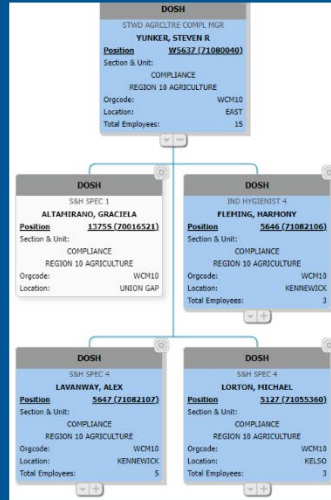 DOSH
STWD AGRCLTRE COMPL MGR
YUNKER, STEVEN R
Position W5637 (71080040)
Section & Unit:
COMPLIANCE
REGION 10 AGRICULTURE
Orgcode: WCM10
Location: EAST
Total Employees: 15
DOSH
S&H SPEC 1
ALTAMIRANO, GRACIELA
Position 1375S (70016521)
Section & Unit:
COMPLIANCE
REGION 10 AGRICULTURE
Orgcode: WCM10
Location: UNION GAP
DOSH
IND HYGIENIST 4
FLEMING, HARMONY
Position 5646 (71082106)
Section & Unit:
COMPLIANCE
REGION 10 AGRICULTURE
Orgcode: WCM10
Location: KENNEWICK
Total Employees: 3
DOSH
S&H SPEC 4
LAVANWAY, ALEX
Position 5647 (71082107)
Section & Unit:
COMPLIANCE
REGION 10 AGRICULTURE
Orgcode: WCM10
Location: KENNEWICK
Total Employees: 5
DOSH
S&H SPEC 4
LORTON, MICHAEL
Position 5127 (71055360)
Section & Unit:
COMPLIANCE
REGION 10 AGRICULTURE
Orgcode: WCM10
Location: KELSO
Total Employees: 3